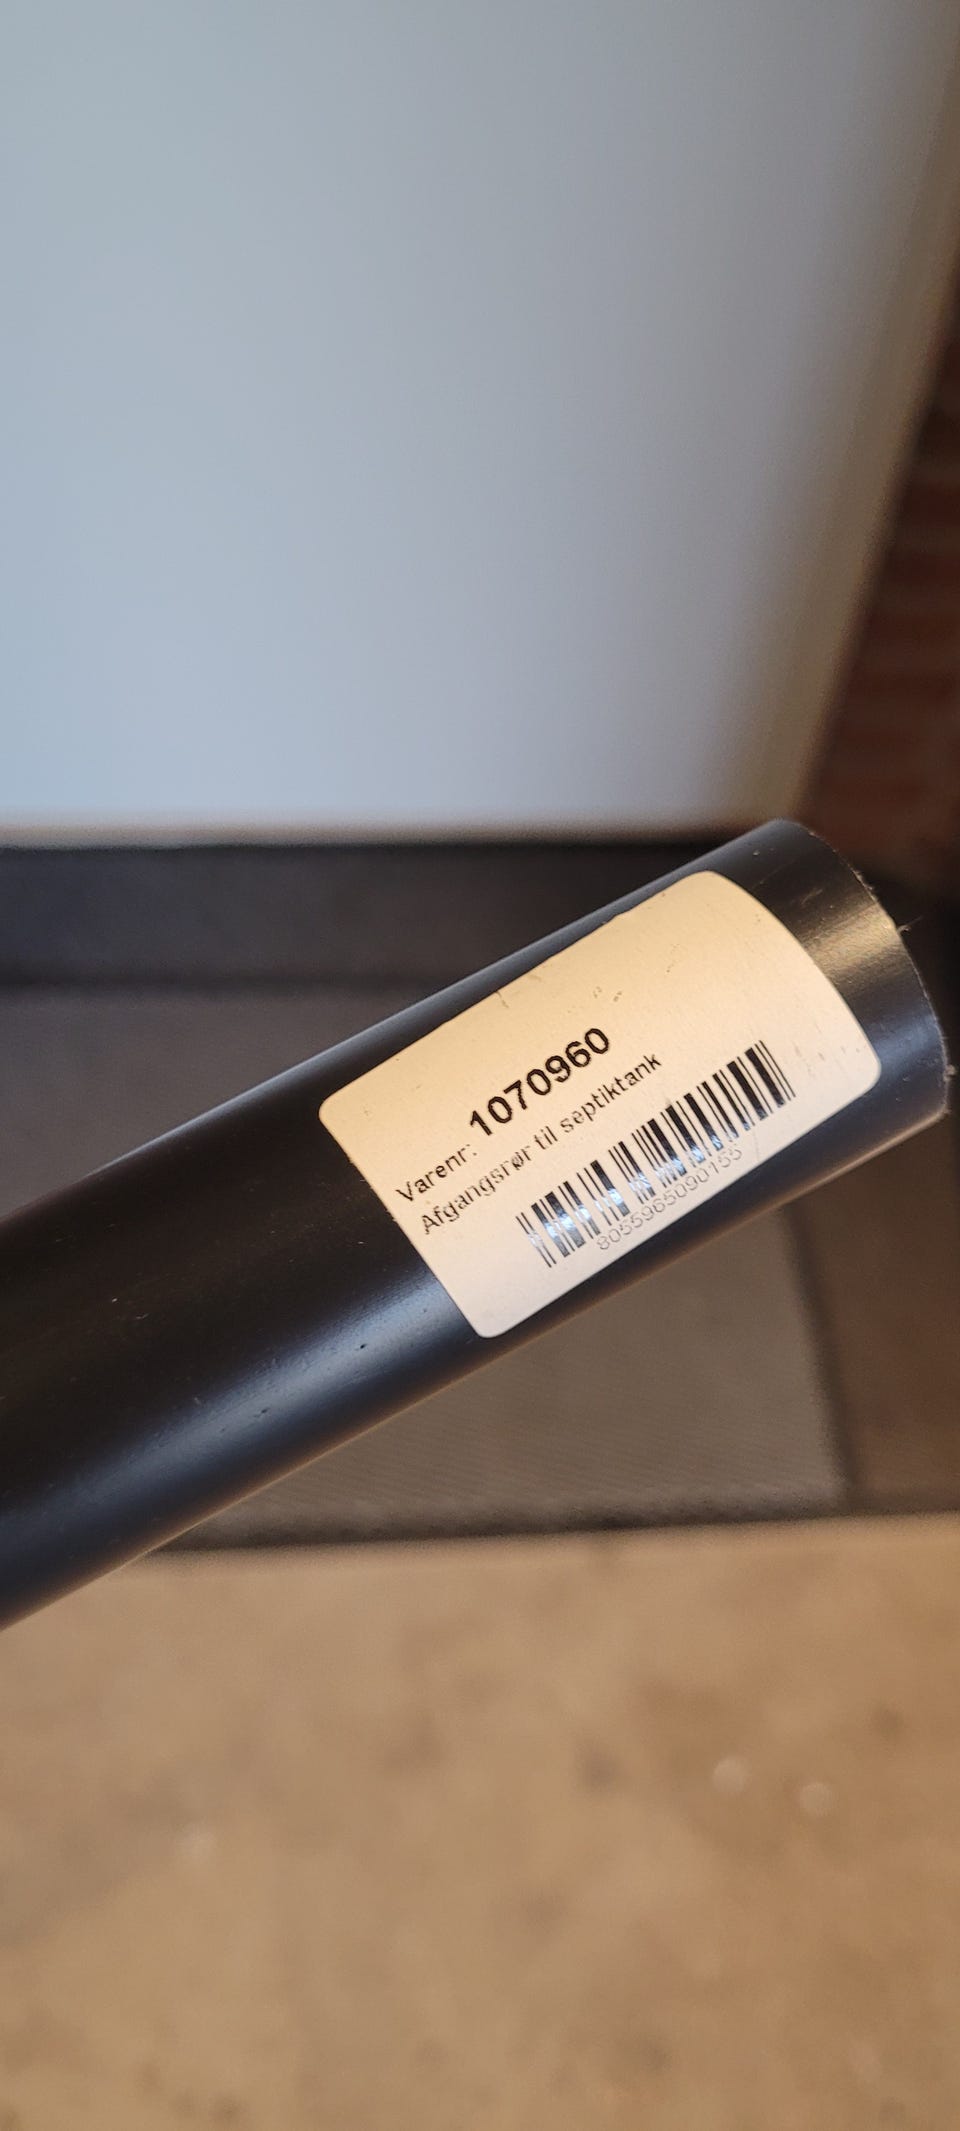 Varenr: 1070960
Afgangsrør til septiktank
8055965090155